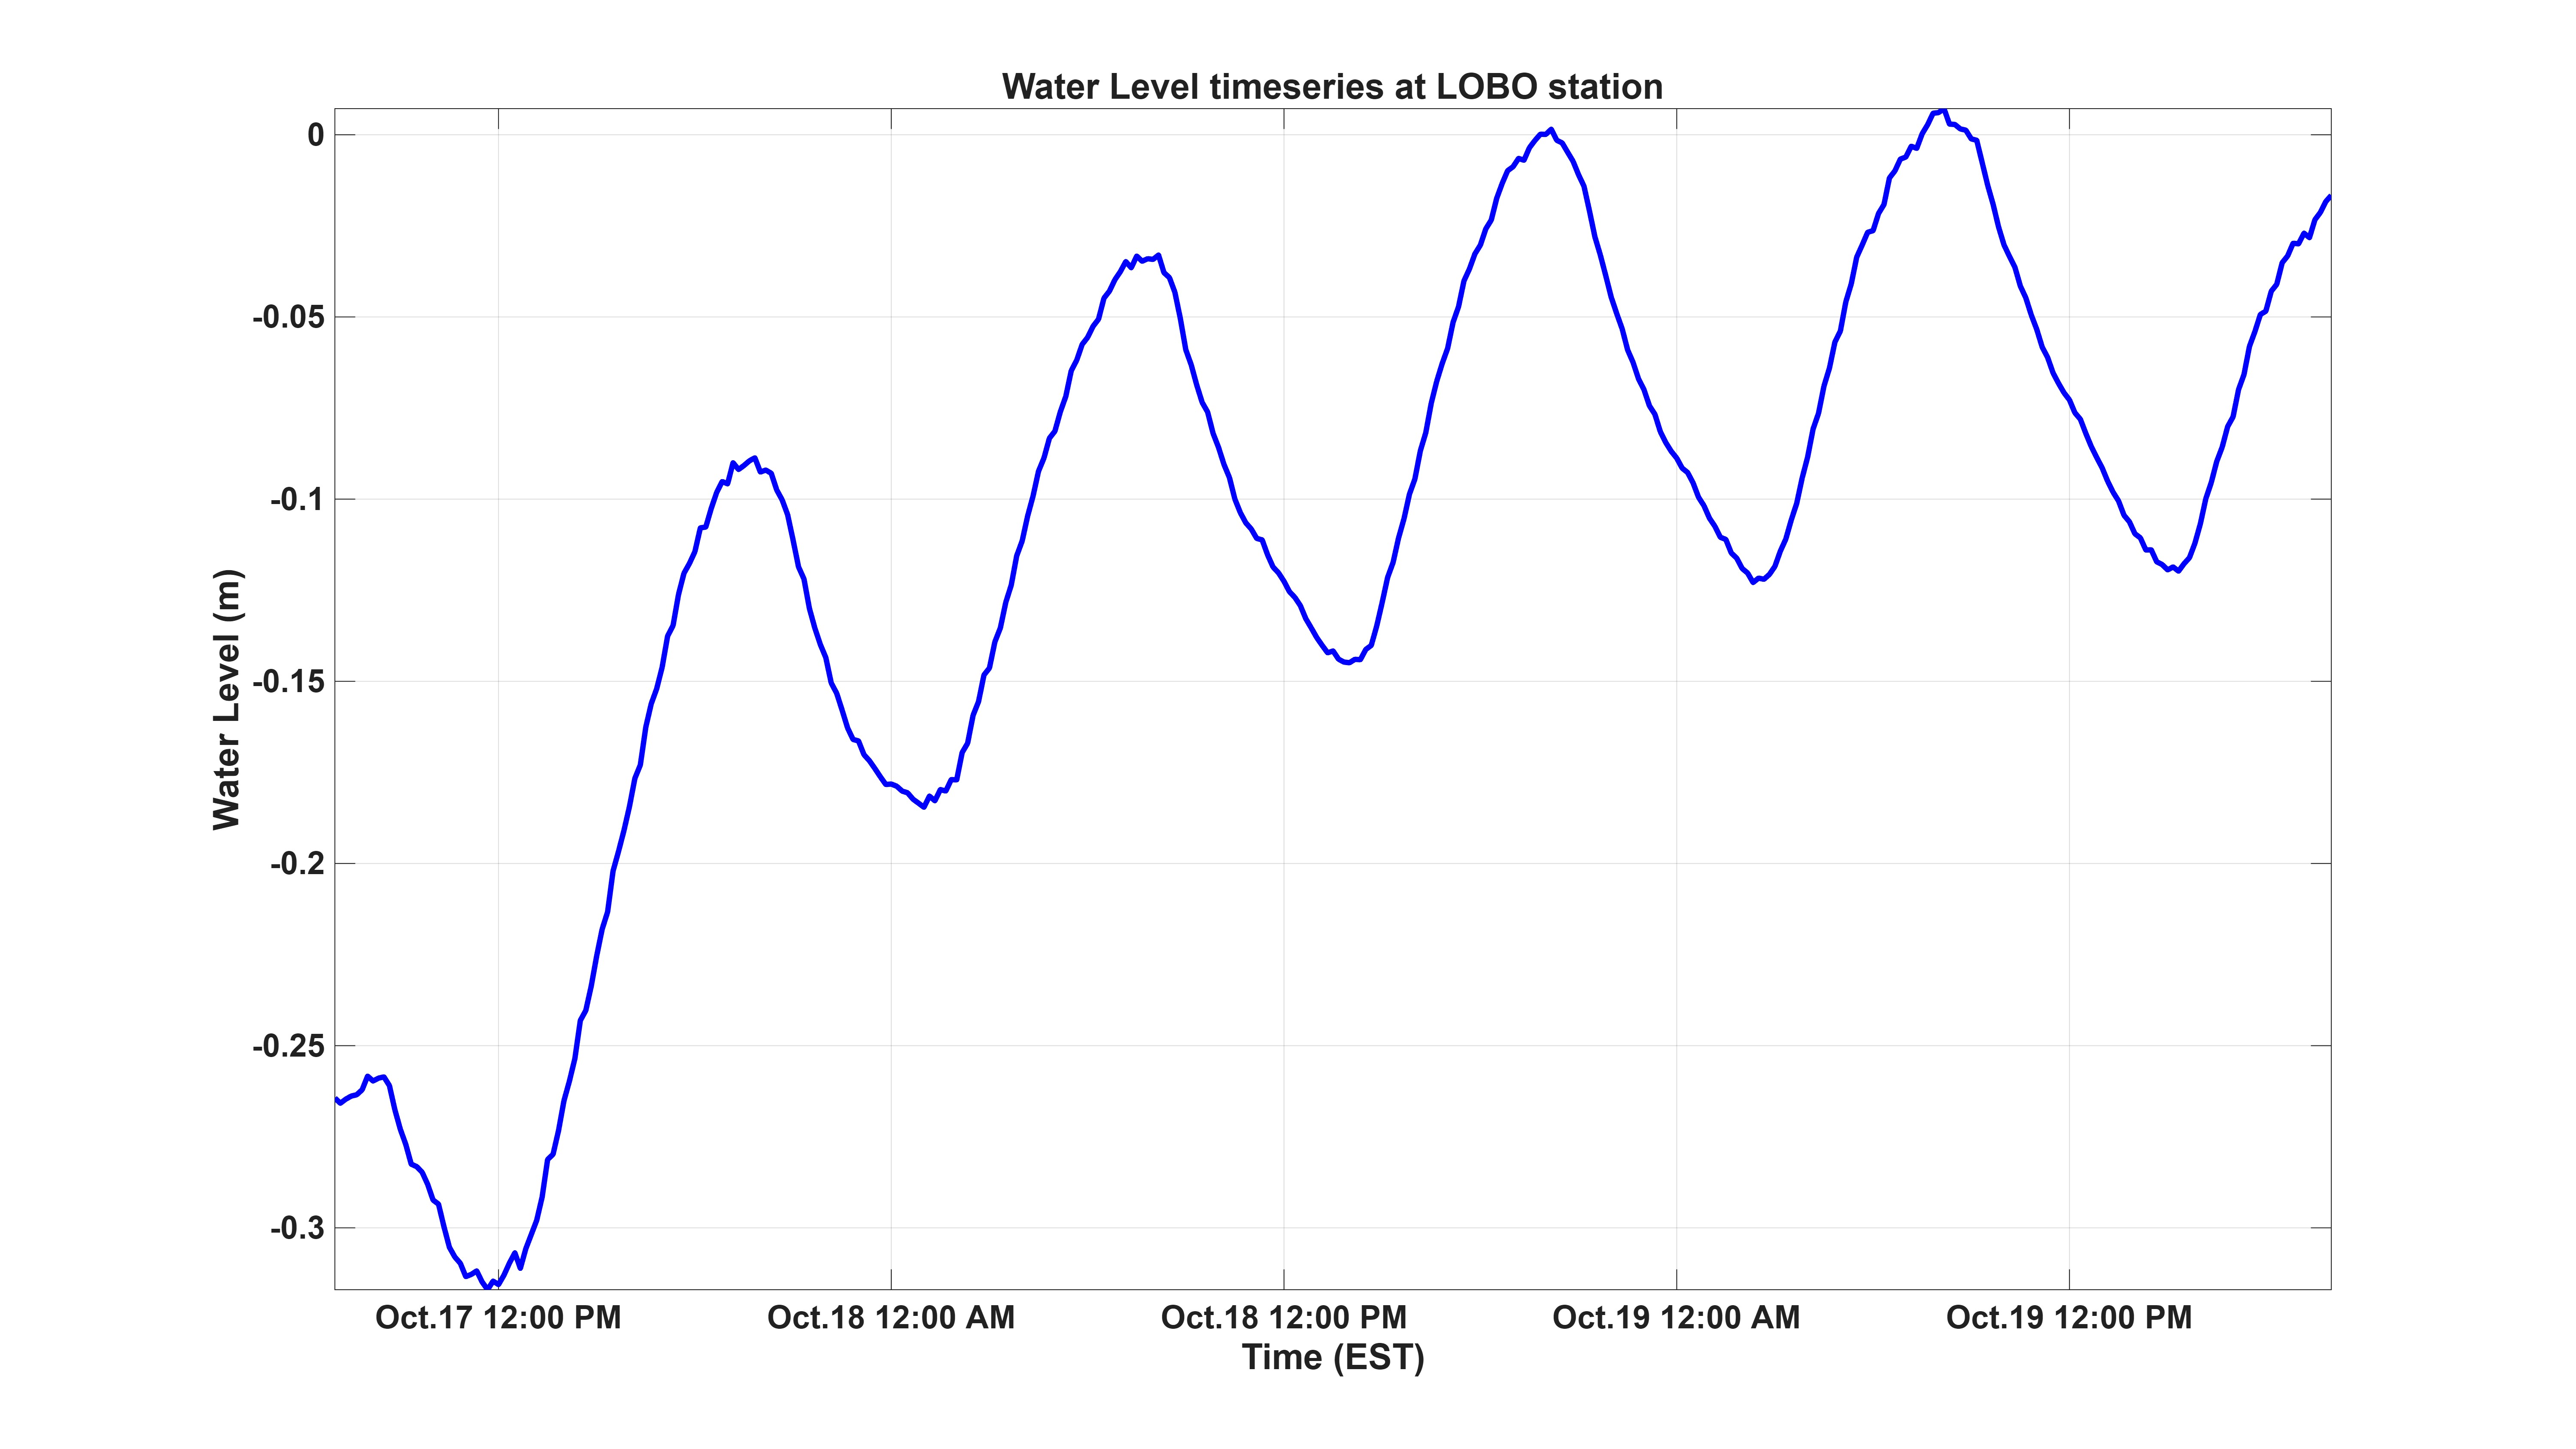 Water Level timeseries at LOBO station
0
-0.05
-0.1
-0.15
-0.2
-0.25
-0.3
Water Level (m)
Oct.17 12:00 PM
Oct.18 12:00 AM
Oct.18 12:00 PM
Oct.19 12:00 AM
Oct.19 12:00 PM
Time (EST)